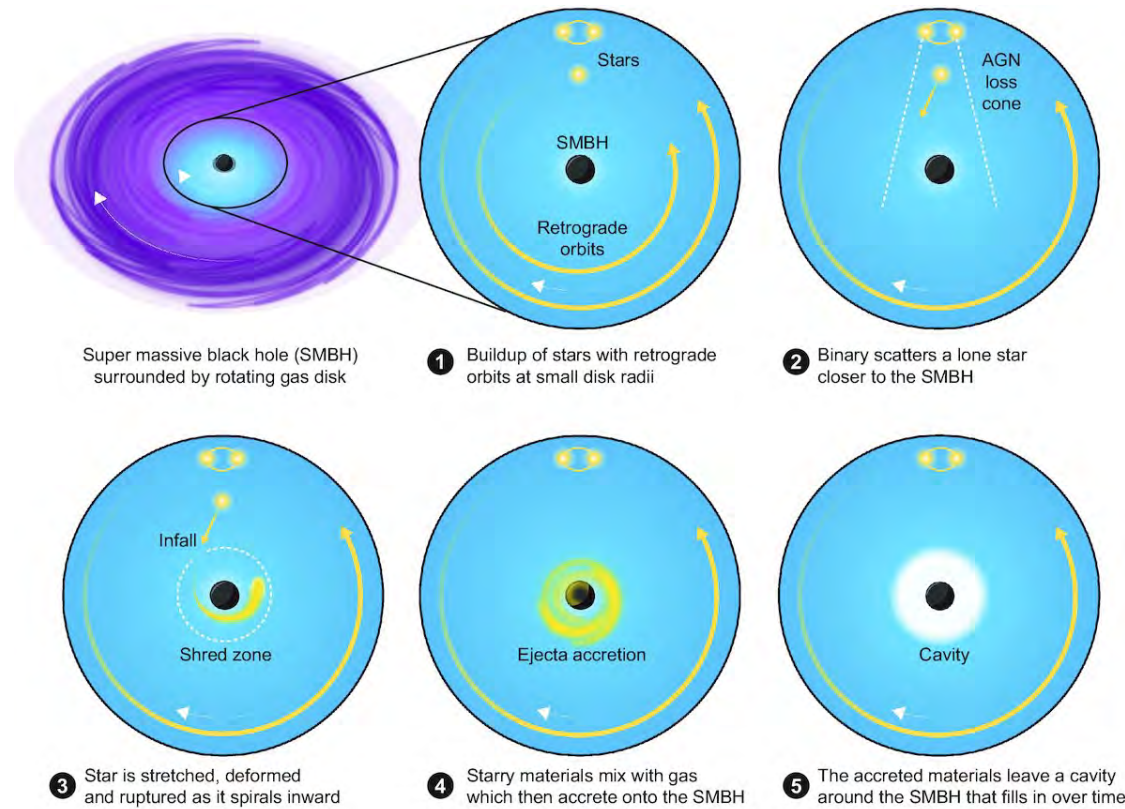 Stars
SMBH
Retrograde
orbits
AGN
loss
cone
Super massive black hole (SMBH)
surrounded by rotating gas disk
1 Buildup of stars with retrograde
orbits at small disk radii
2 Binary scatters a lone star
closer to the SMBH
Infall
Shred zone
Ejecta accretion
Cavity
3 Star is stretched, deformed
and ruptured as it spirals inward
4 Starry materials mix with gas
which then accrete onto the SMBH
5 The accreted materials leave a cavity
around the SMBH that fills in over time